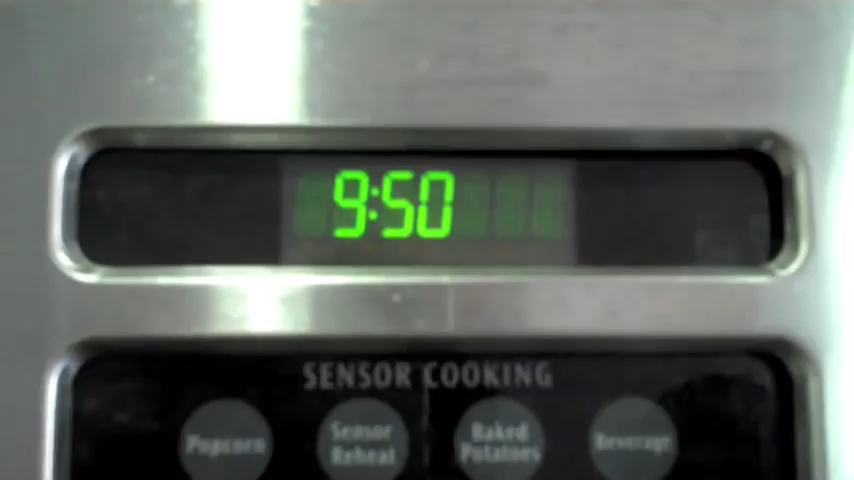 9:50
SENSOR COOKING
Popcorn
Sensor
Reheat
Baked
Potatoes
Beverage